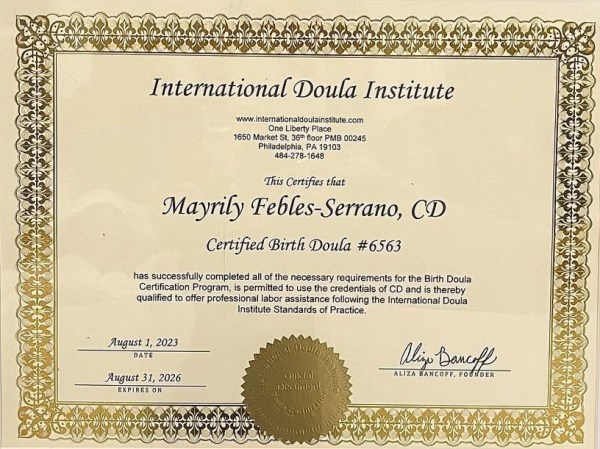 International Doula Institute
www.internationaldoulainstitute.com
One Liberty Place
1650 Market St, 36th floor PMB 00245
Philadelphia, PA 19103
484-278-1648
This Certifies that
Mayrily Febles-Serrano, CD
Certified Birth Doula #6563
has successfully completed all of the necessary requirements for the Birth Doula
Certification Program, is permitted to use the credentials of CD and is thereby
qualified to offer professional labor assistance following the International Doula
Institute Standards of Practice.
August 1, 2023
DATE
August 31, 2026
EXPIRES ON
Aliza Bancoff
ALIZA BANCOFF, FOUNDER
Official
Document